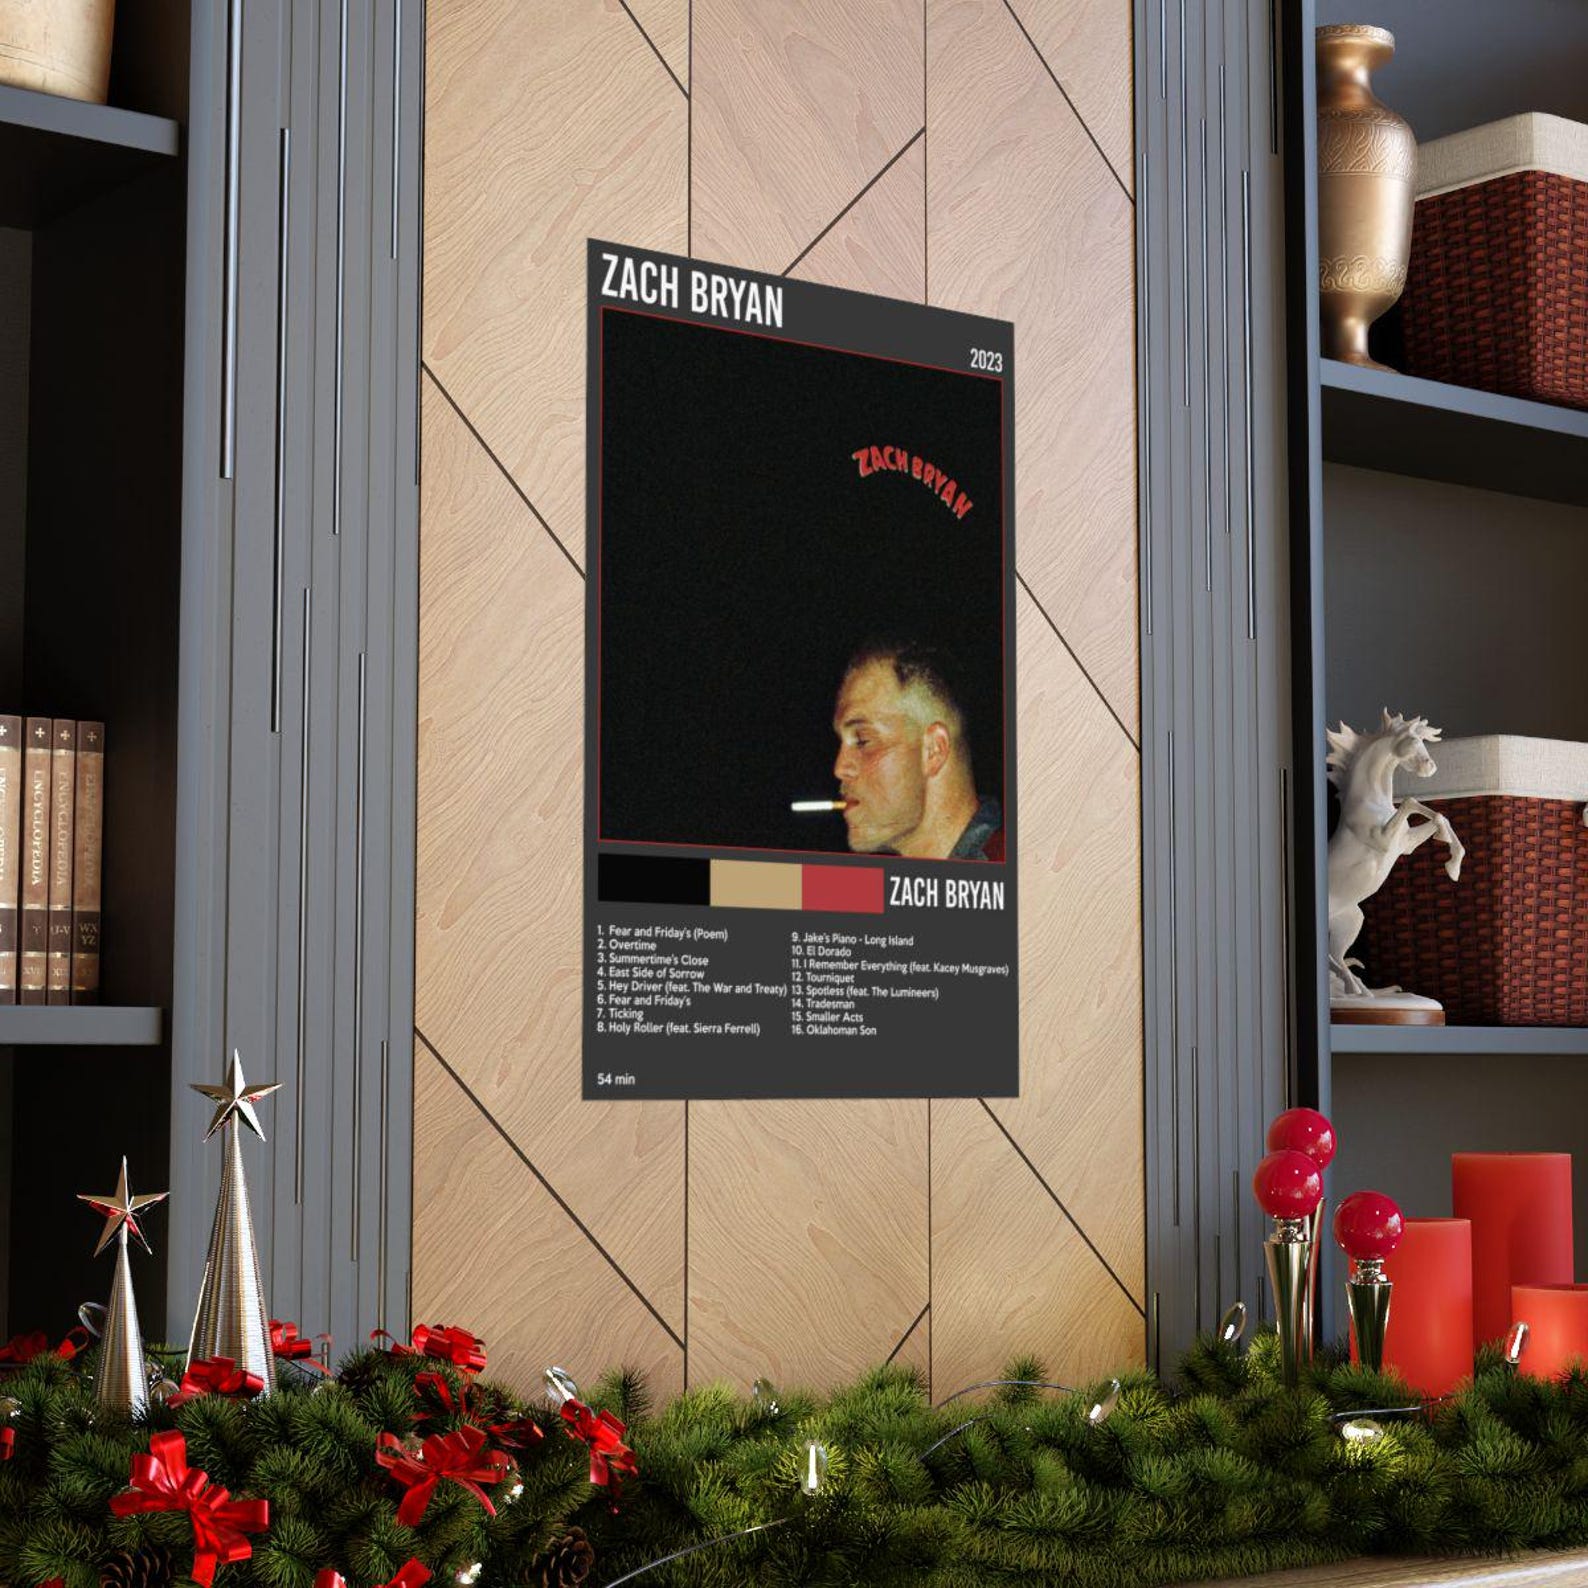 ZACH BRYAN
2023
ZACH BRYAN
ZACH BRYAN
1. Fear and Friday's (Poem)
2. Overtime
3. Summertime's Close
4. East Side of Sorrow
5. Hey Driver (feat. The War and Treaty)
6. Fear and Friday's
7. Ticking
8. Holy Roller (feat. Sierra Ferrell)
9. Jake's Piano - Long Island
10. El Dorado
11. I Remember Everything (feat. Kacey Musgraves)
12. Tourniquet
13. Spotless (feat. The Lumineers)
14. Tradesman
15. Smaller Acts
16. Oklahoman Son
54 min
ENCYCLOPEDIA
ENCYCLOPEDIA
V
U-V
WX
YZ
XVI